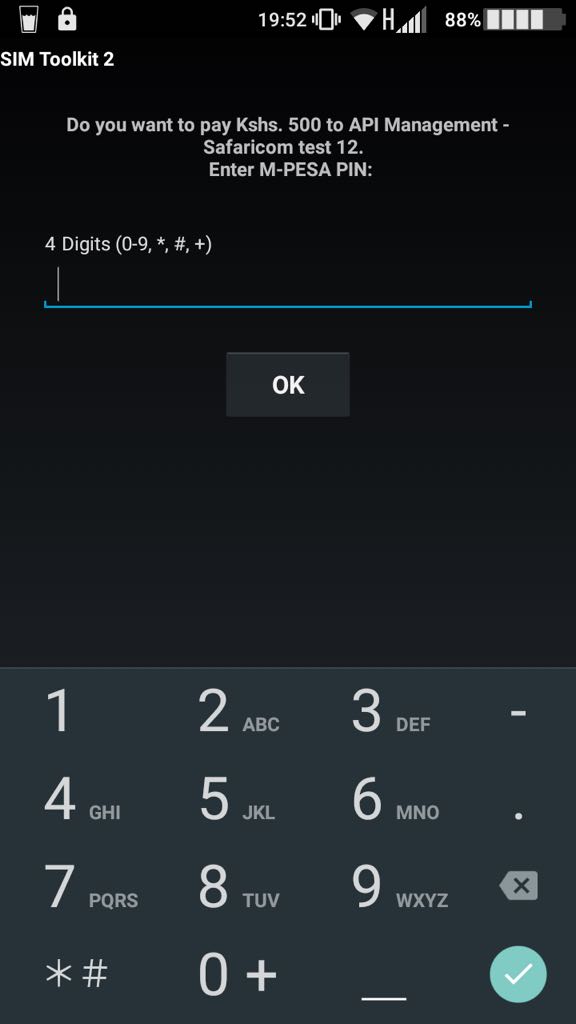 19:52 H 88%
SIM Toolkit 2
Do you want to pay Kshs. 500 to API Management -
Safaricom test 12.
Enter M-PESA PIN:
4 Digits (0-9, *, #, +)
OK
1 2 ABC 3 DEF -
4 GHI 5 JKL 6 MNO .
7 PQRS 8 TUV 9 WXYZ
*# 0 + _